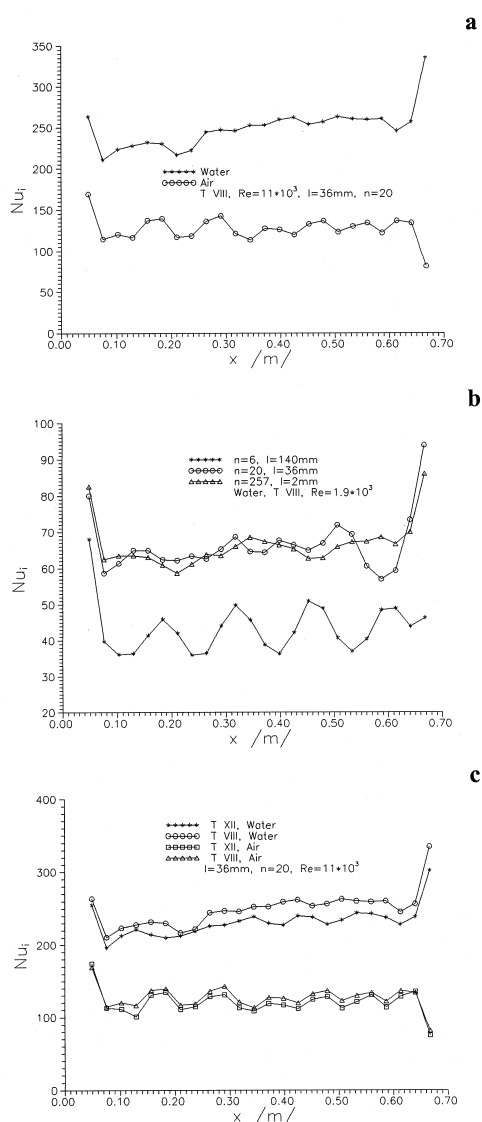 a
350
300
250
200
150
100
50
0
Nuᵢ
Water
Air
T VIII, Re=11*10³, l=36mm, n=20
0.00 0.10 0.20 0.30 0.40 0.50 0.60 0.70
x /m/
b
100
90
80
70
60
50
40
30
20
Nuᵢ
n=6, l=140mm
n=20, l=36mm
n=257, l=2mm
Water, T VIII, Re=1.9*10³
0.00 0.10 0.20 0.30 0.40 0.50 0.60 0.70
x /m/
c
400
300
200
100
0
Nuᵢ
T XII, Water
T VIII, Water
T XII, Air
T VIII, Air
l=36mm, n=20, Re=11*10³
0.00 0.10 0.20 0.30 0.40 0.50 0.60 0.70
x /m/